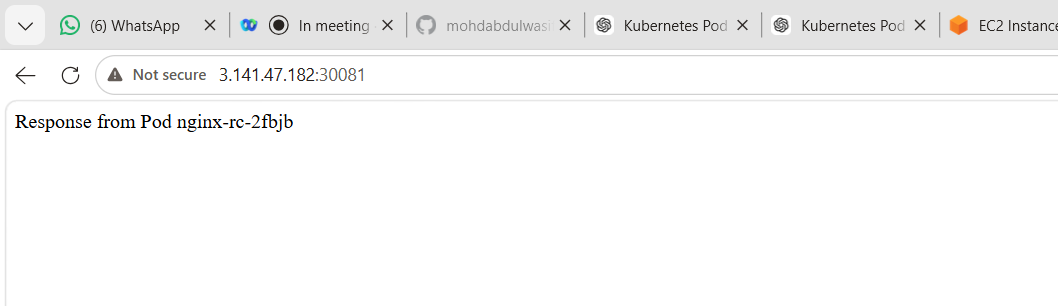 (6) WhatsApp In meeting mohdabdulwasi Kubernetes Pod Kubernetes Pod EC2 Instance
Not secure 3.141.47.182:30081
Response from Pod nginx-rc-2fbjb